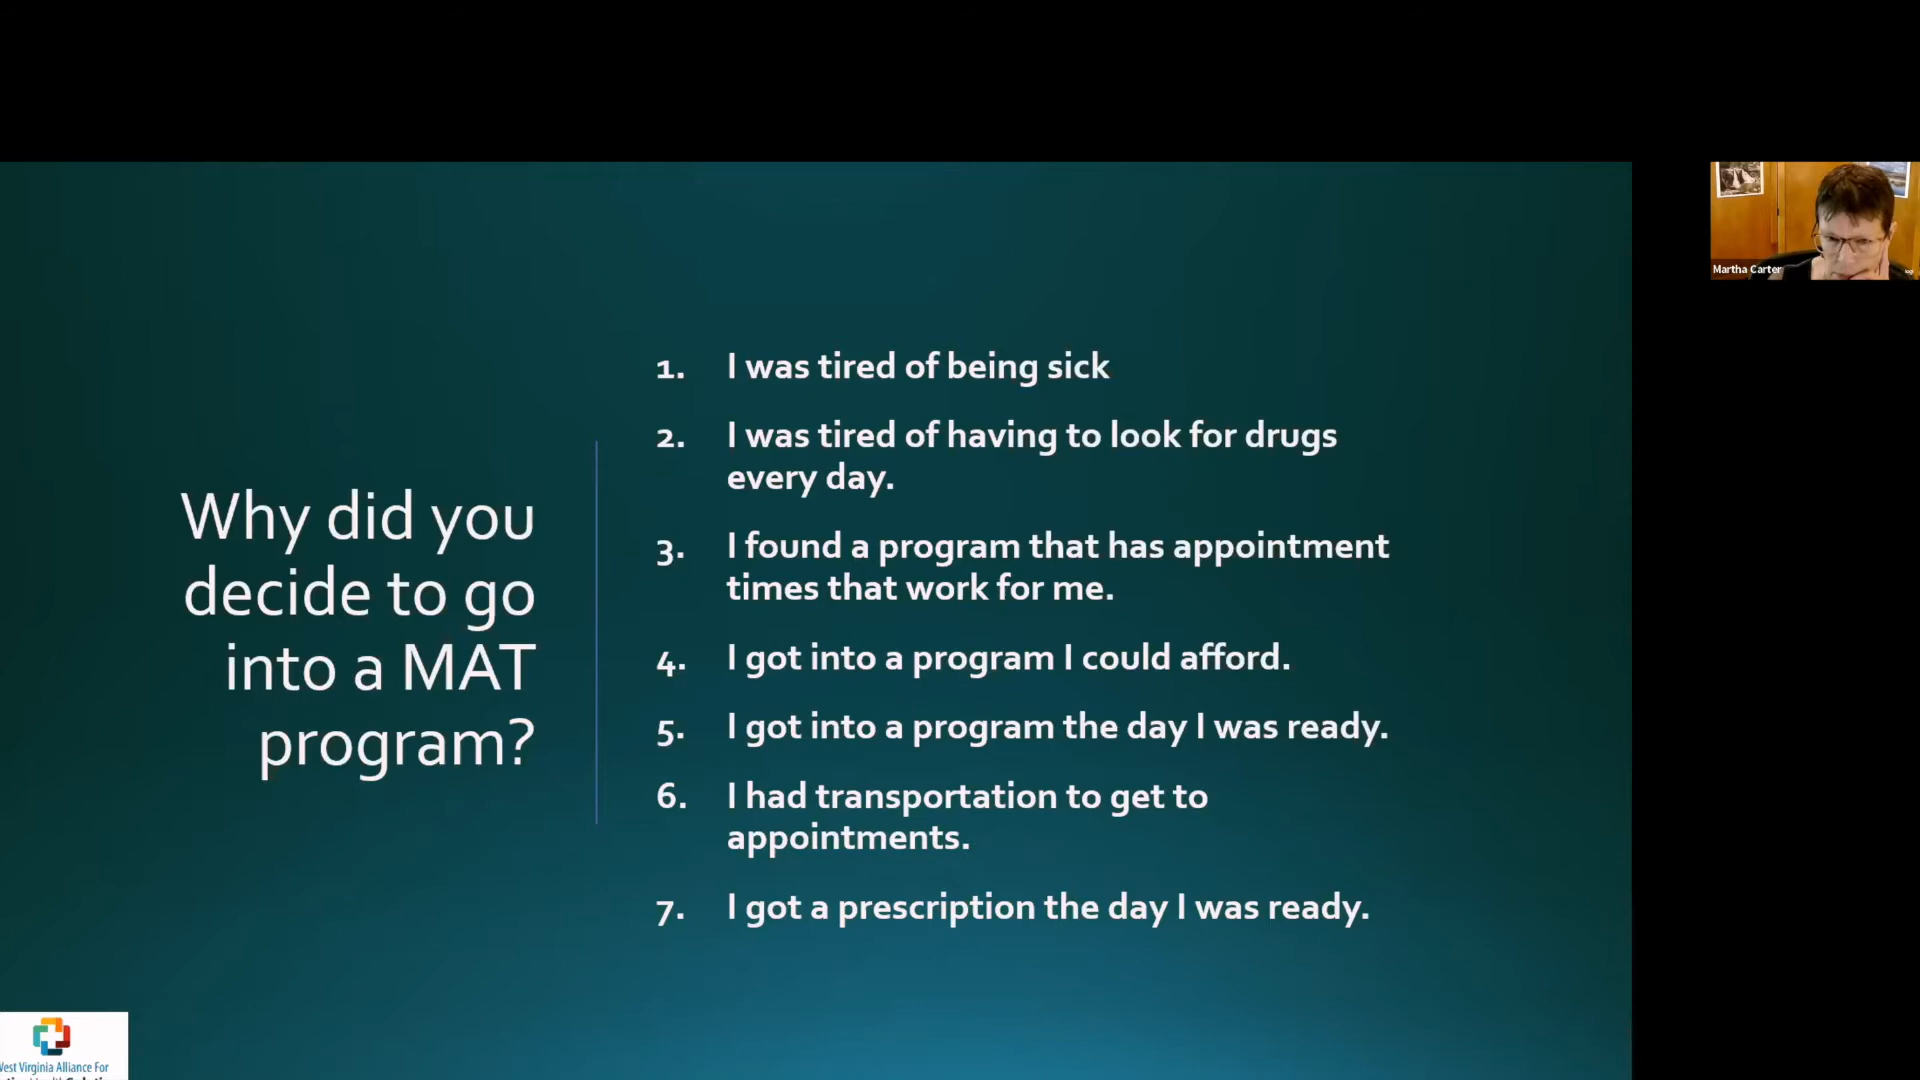 Martha Carter
Why did you
decide to go
into a MAT
program?
1. I was tired of being sick
2. I was tired of having to look for drugs
every day.
3. I found a program that has appointment
times that work for me.
4. I got into a program I could afford.
5. I got into a program the day I was ready.
6. I had transportation to get to
appointments.
7. I got a prescription the day I was ready.
Virginia Alliance For